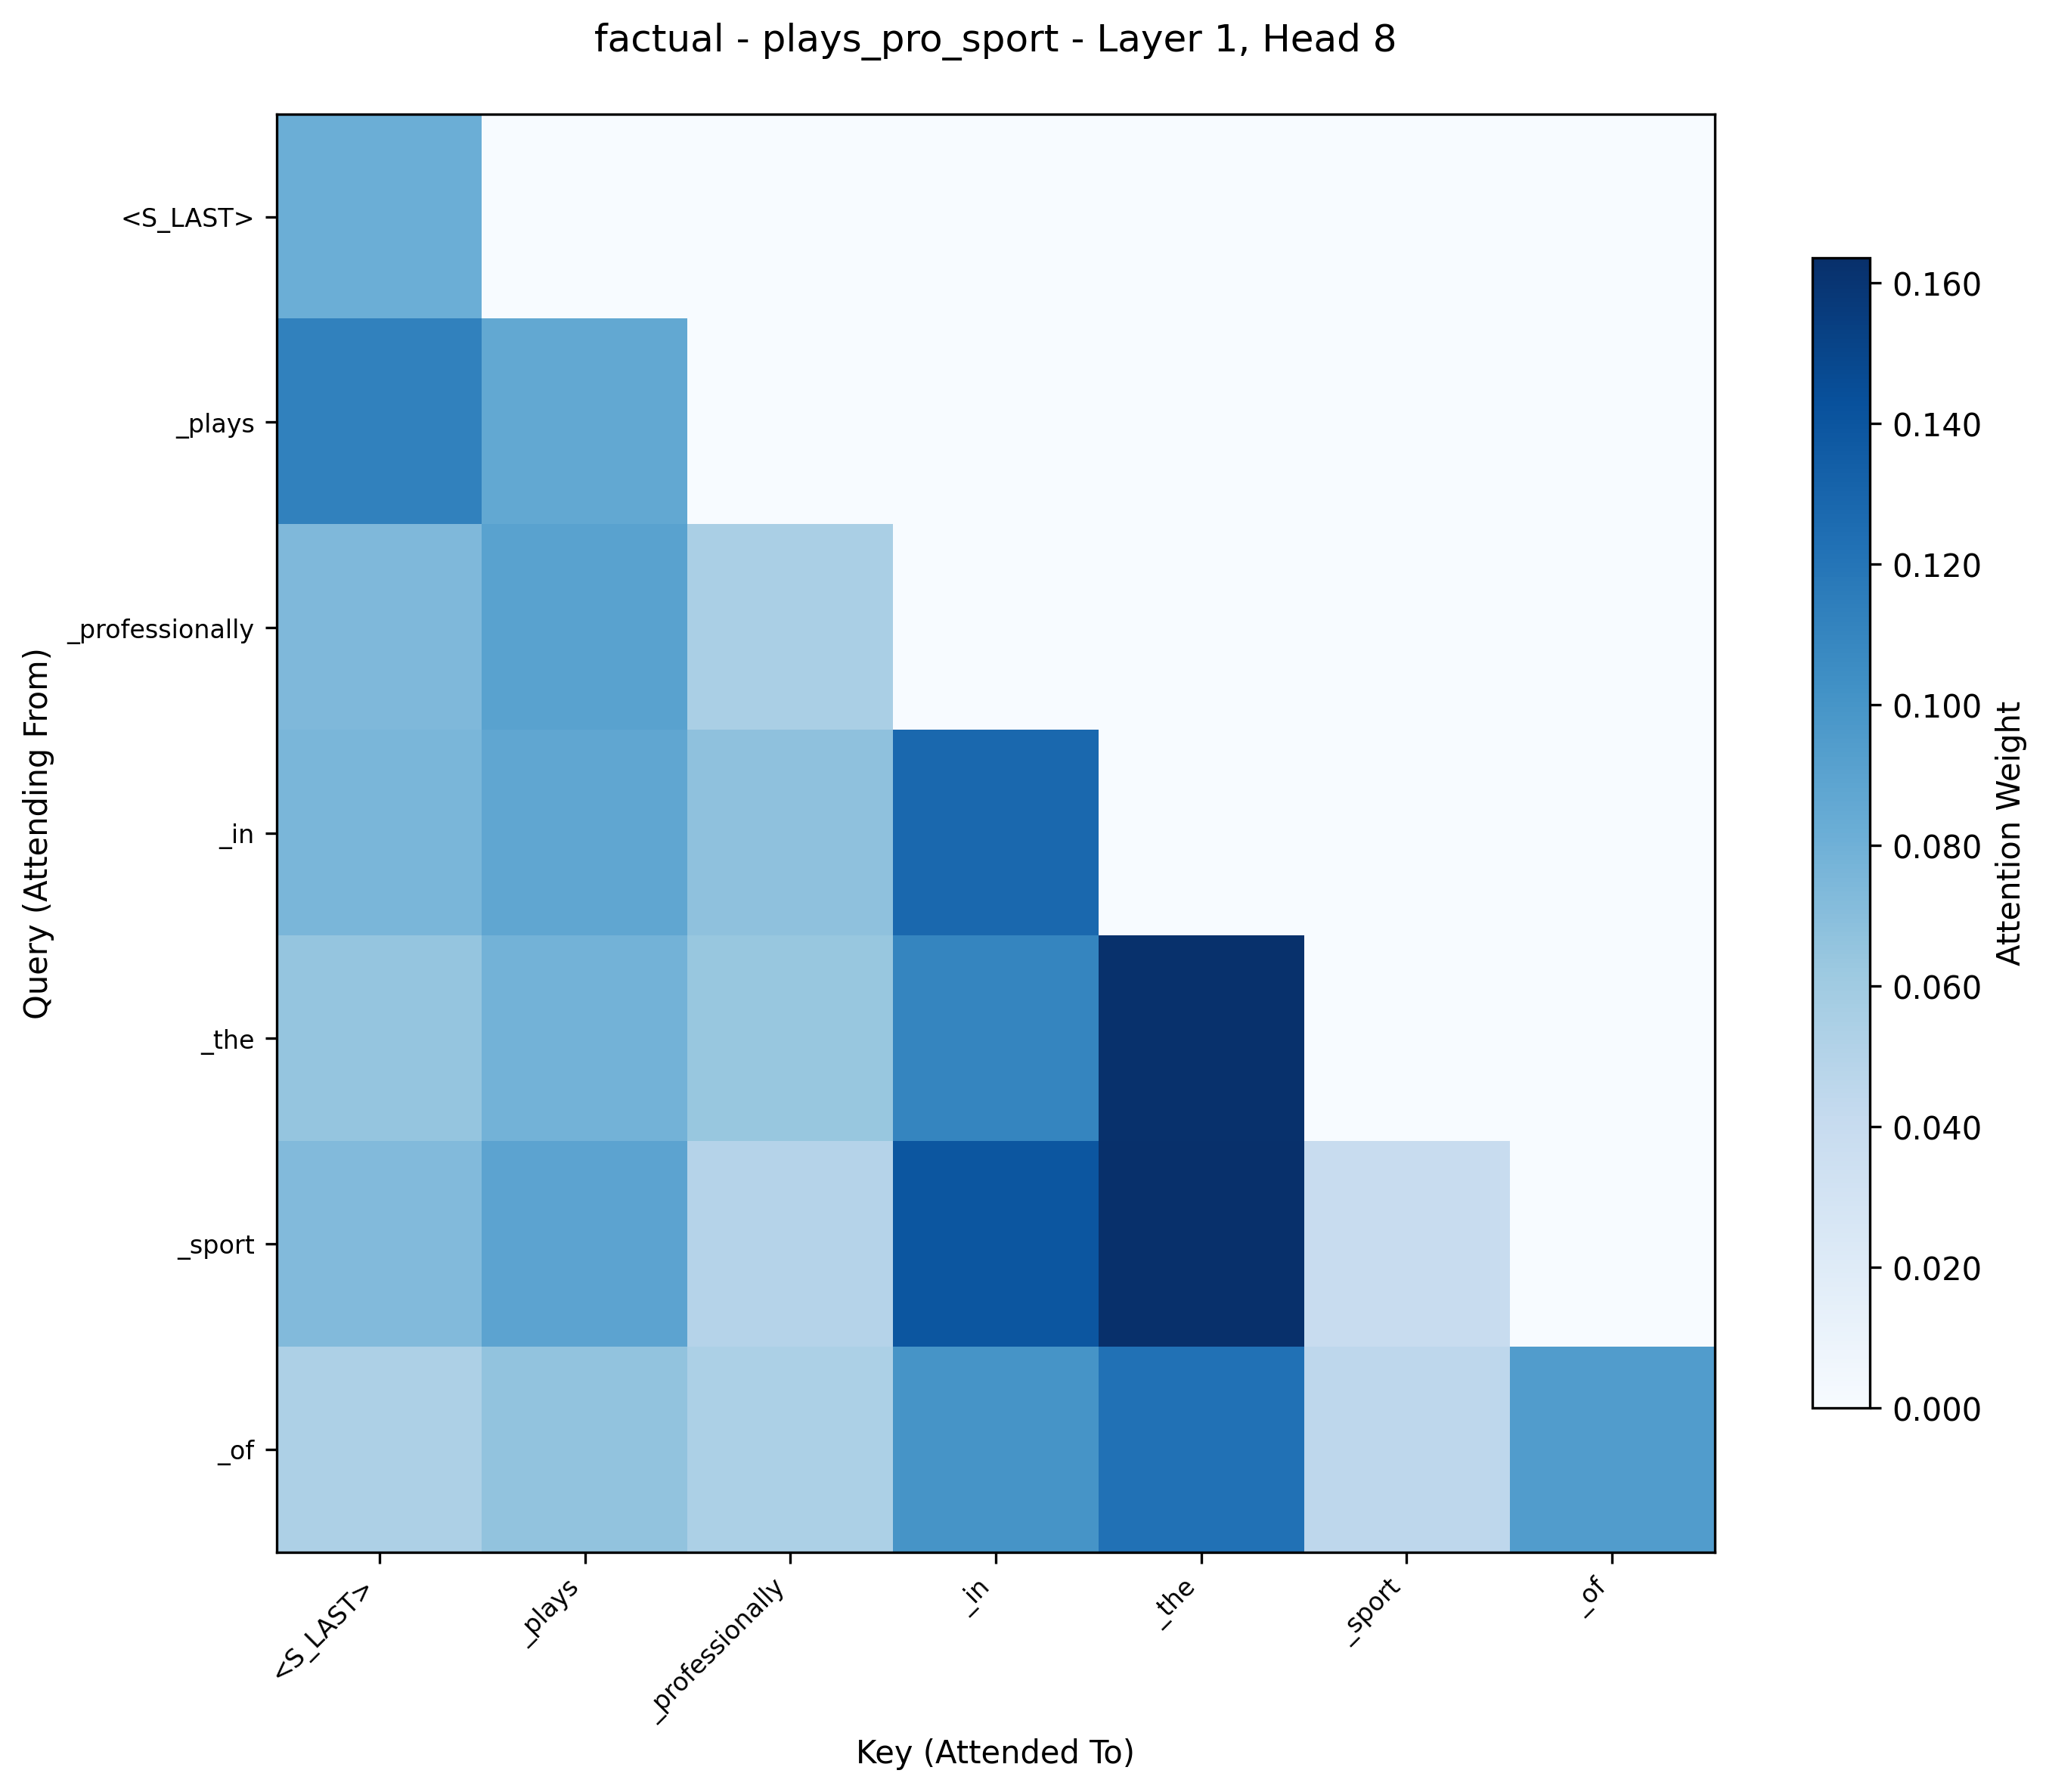 factual - plays_pro_sport - Layer 1, Head 8
<S_LAST>
_plays
_professionally
_in
_the
_sport
_of
Query (Attending From)
<S_LAST>
_plays
_professionally
_in
_the
_sport
_of
Key (Attended To)
0.160
0.140
0.120
0.100
0.080
0.060
0.040
0.020
0.000
Attention Weight